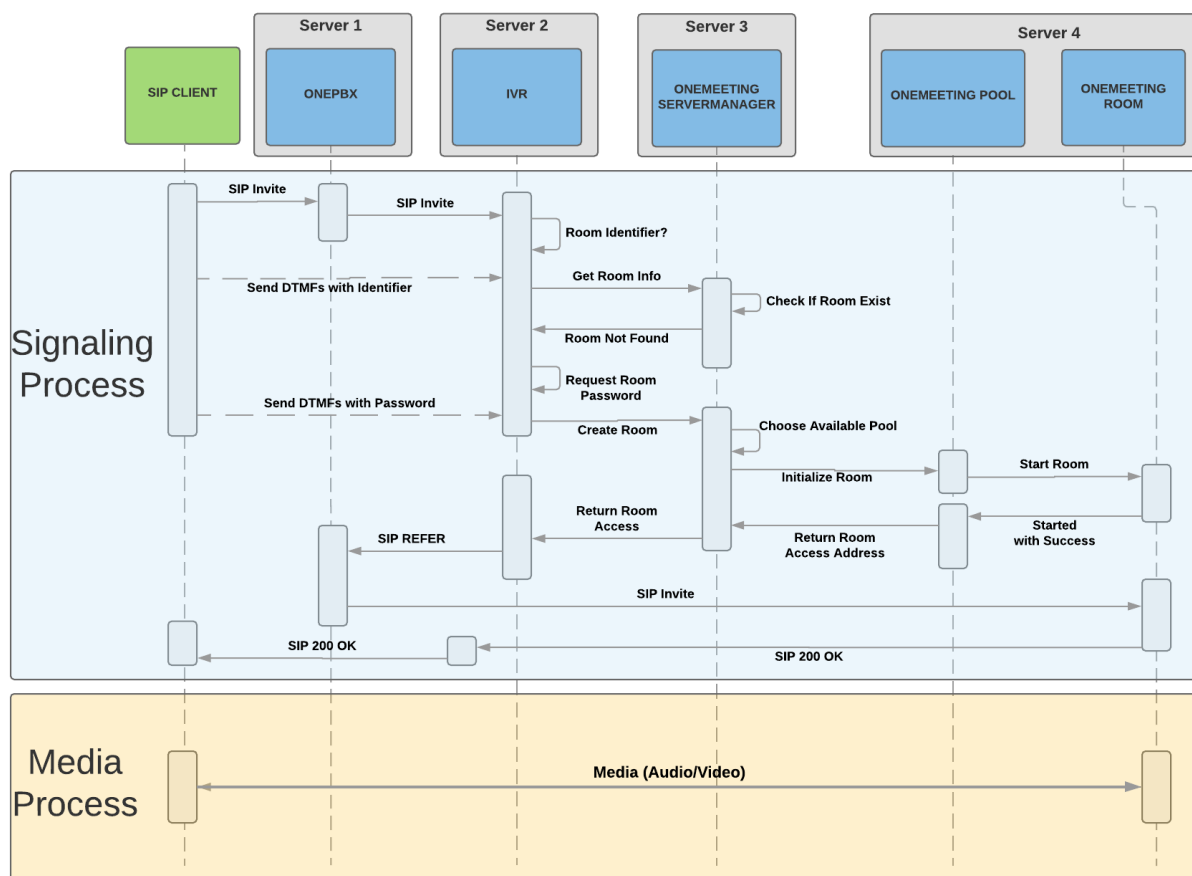 Server 1
Server 2
Server 3
Server 4
SIP CLIENT
ONEPBX
IVR
ONEMEETING
SERVERMANAGER
ONEMEETING POOL
ONEMEETING
ROOM
Signaling
Process
SIP Invite
SIP Invite
Room Identifier?
Send DTMFs with Identifier
Get Room Info
Check If Room Exist
Room Not Found
Request Room
Password
Send DTMFs with Password
Create Room
Choose Available Pool
Initialize Room
Start Room
Started
with Success
Return Room
Access Address
Return Room
Access
SIP REFER
SIP Invite
SIP 200 OK
SIP 200 OK
Media
Process
Media (Audio/Video)